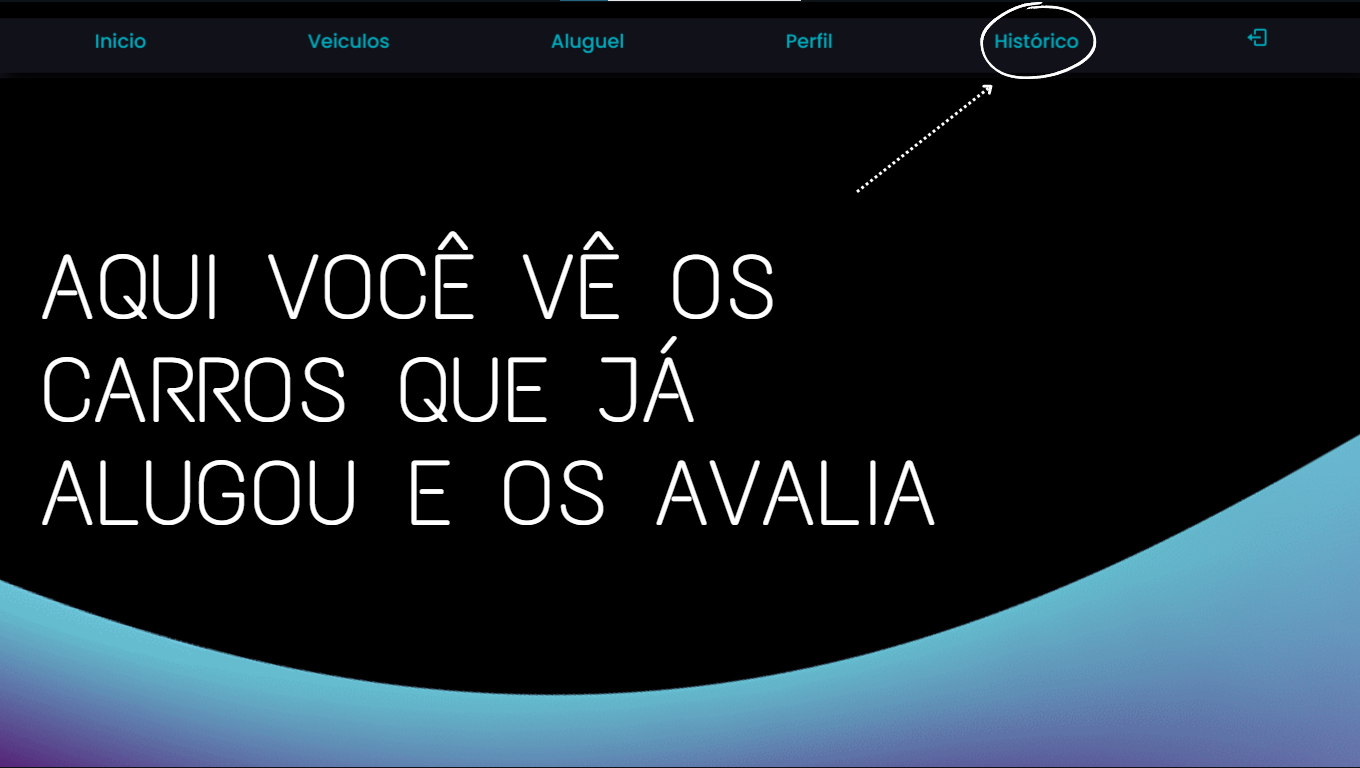 Inicio Veiculos Aluguel Perfil Histórico
AQUI VOCÊ VÊ OS
CARROS QUE JÁ
ALUGOU E OS AVALIA